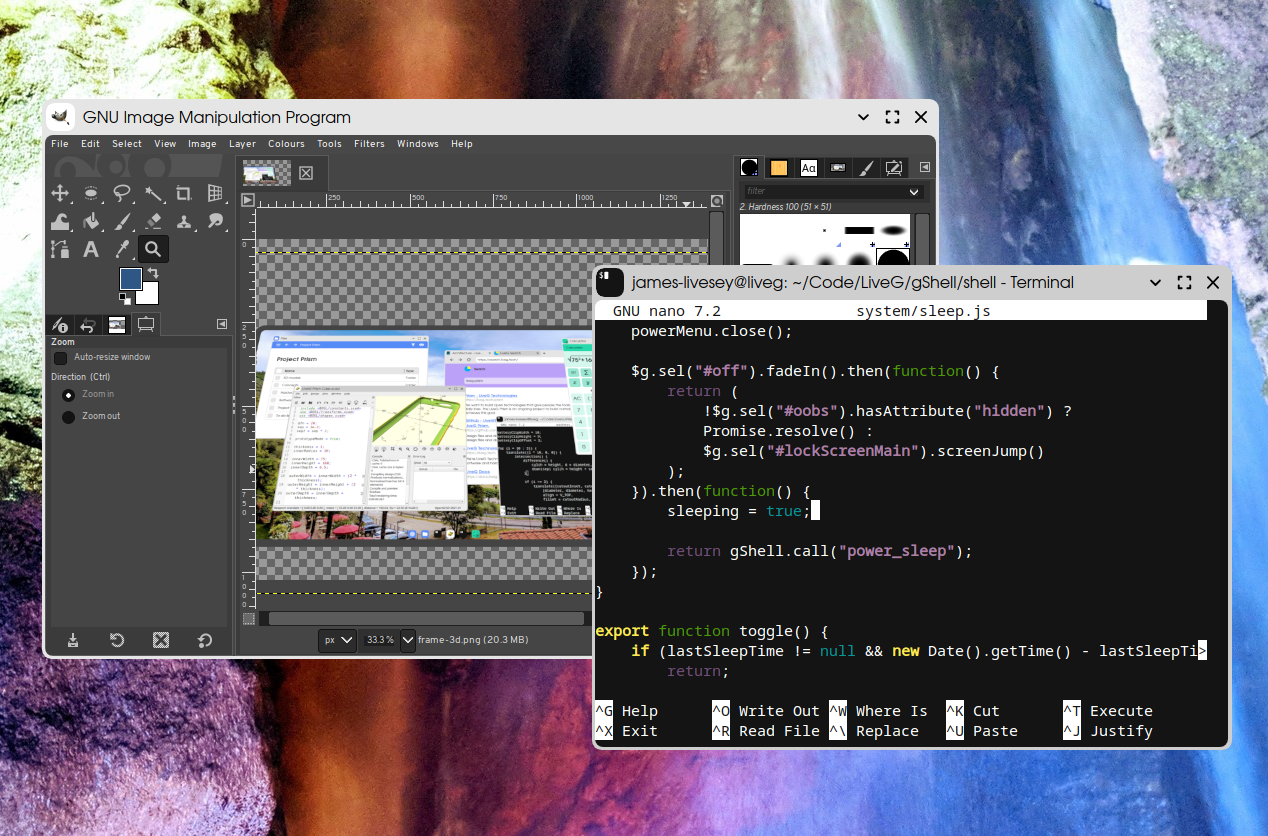 GNU Image Manipulation Program
File Edit Select View Image Layer Colours Tools Filters Windows Help
250 500 750 1000 1250
filter
2. Hardness 100 (51 × 51)
Zoom
Auto-resize window
Direction (Ctrl)
Zoom in
Zoom out
Project Prism
px 33.3 % frame-3d.png (20.3 MB)
james-livesey@liveg: ~/Code/LiveG/gShell/shell - Terminal
GNU nano 7.2 system/sleep.js
powerMenu.close();
$g.sel("#off").fadeIn().then(function() {
return (
!$g.sel("#oobs").hasAttribute("hidden") ?
Promise.resolve() :
$g.sel("#lockScreenMain").screenJump()
);
}).then(function() {
sleeping = true;
return gShell.call("power_sleep");
});
}
export function toggle() {
if (lastSleepTime != null && new Date().getTime() - lastSleepTi>
return;
^G Help ^O Write Out ^W Where Is ^K Cut ^T Execute
^X Exit ^R Read File ^\ Replace ^U Paste ^J Justify